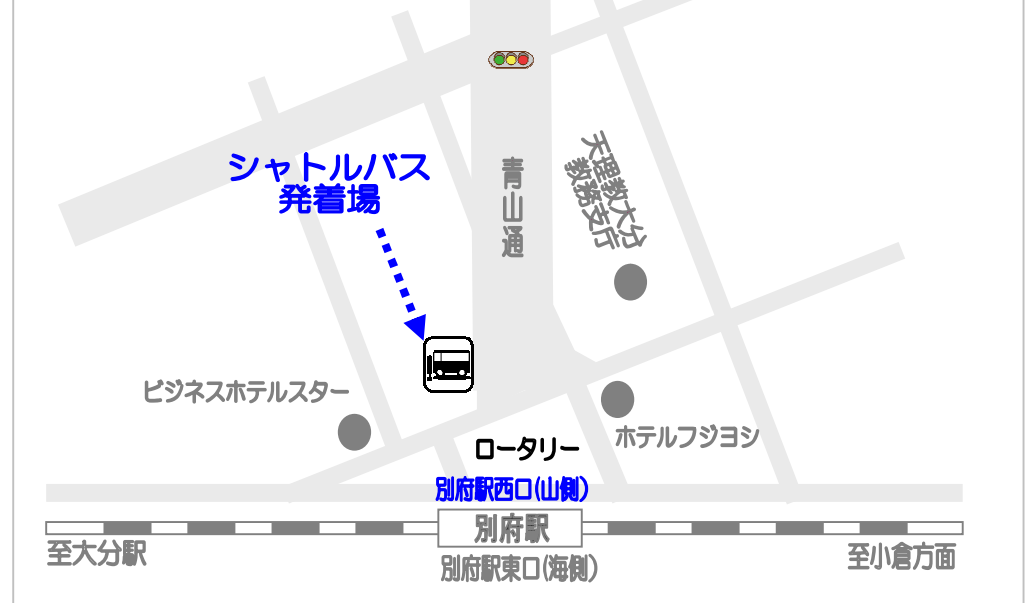 シャトルバス
発着場
青山通
天理教大分
教務支庁
ビジネスホテルスター
ホテルフジヨシ
ロータリー
別府駅西口(山側)
別府駅
至大分駅
別府駅東口(海側)
至小倉方面